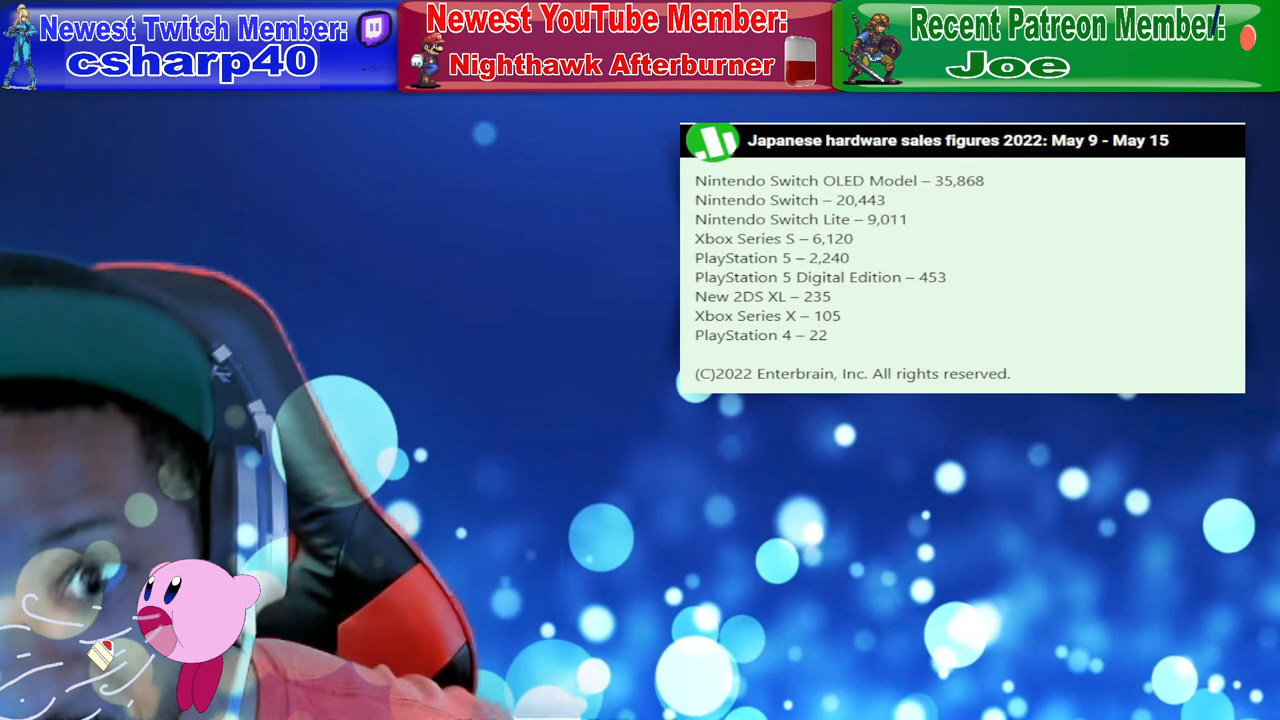 Newest Twitch Member:
csharp40
Newest YouTube Member:
Nighthawk Afterburner
Recent Patreon Member:
Joe
Japanese hardware sales figures 2022: May 9 - May 15
Nintendo Switch OLED Model – 35,868
Nintendo Switch – 20,443
Nintendo Switch Lite – 9,011
Xbox Series S – 6,120
PlayStation 5 – 2,240
PlayStation 5 Digital Edition – 453
New 2DS XL – 235
Xbox Series X – 105
PlayStation 4 – 22
(C)2022 Enterbrain, Inc. All rights reserved.